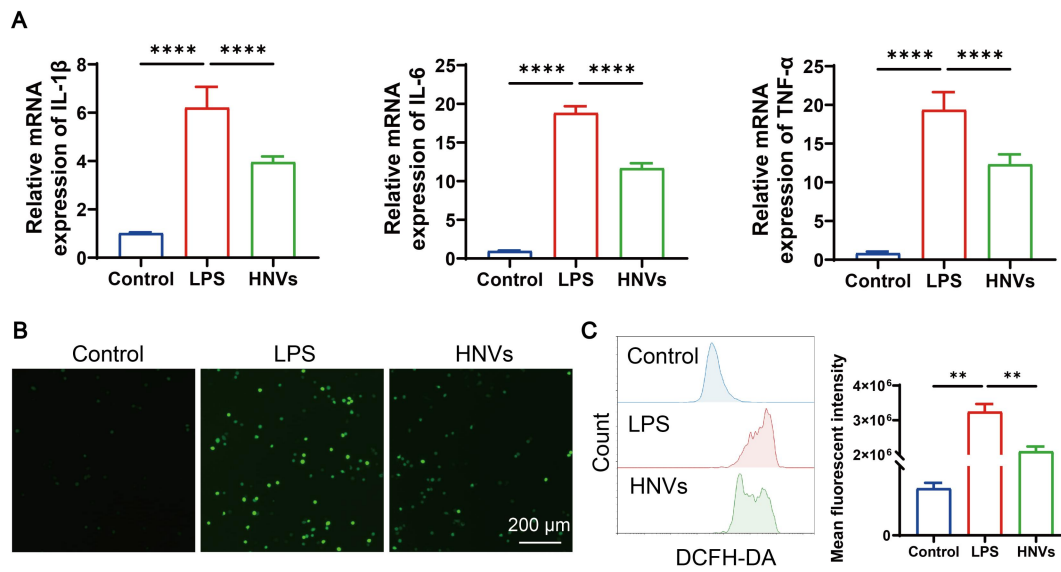 A
Relative mRNA
expression of IL-1β
8
6
4
2
0
**** ****
Control LPS HNVs
Relative mRNA
expression of IL-6
25
20
15
10
5
0
**** ****
Control LPS HNVs
Relative mRNA
expression of TNF-α
25
20
15
10
5
0
**** ****
Control LPS HNVs
B
Control LPS HNVs
200 μm
C
Count
Control
LPS
HNVs
DCFH-DA
Mean fluorescent intensity
4×10⁶
3×10⁶
2×10⁶
0
** **
Control LPS HNVs